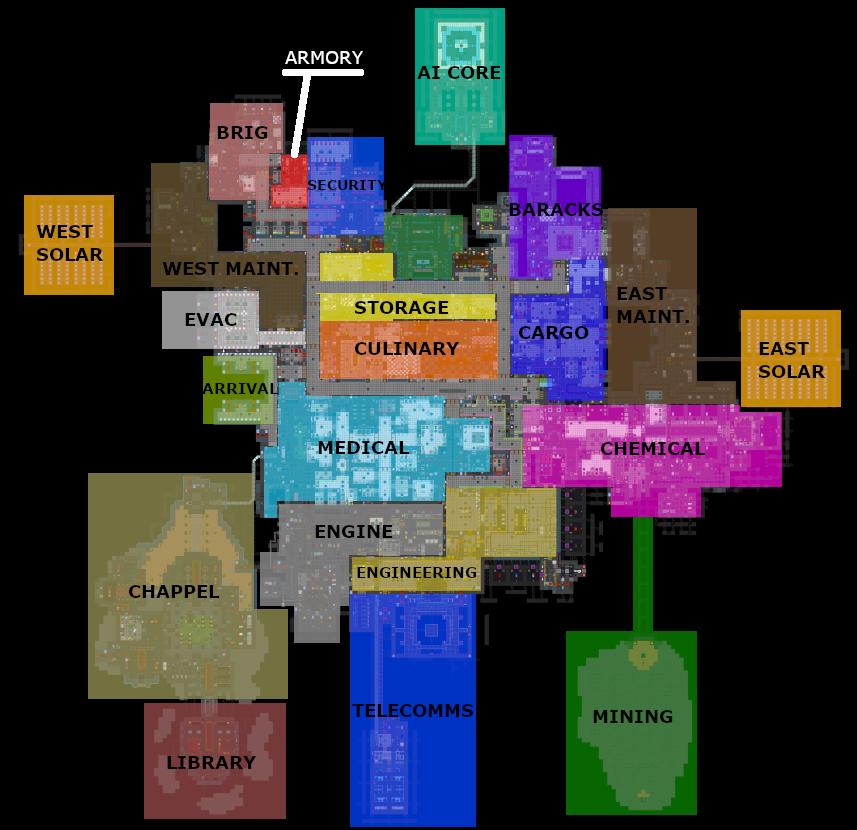 ARMORY
AI CORE
BRIG
SECURITY
BARACKS
WEST
SOLAR
WEST MAINT.
EAST
MAINT.
EVAC
STORAGE
CULINARY
CARGO
EAST
SOLAR
ARRIVAL
MEDICAL
CHEMICAL
ENGINE
ENGINEERING
CHAPPEL
TELECOMMS
MINING
LIBRARY